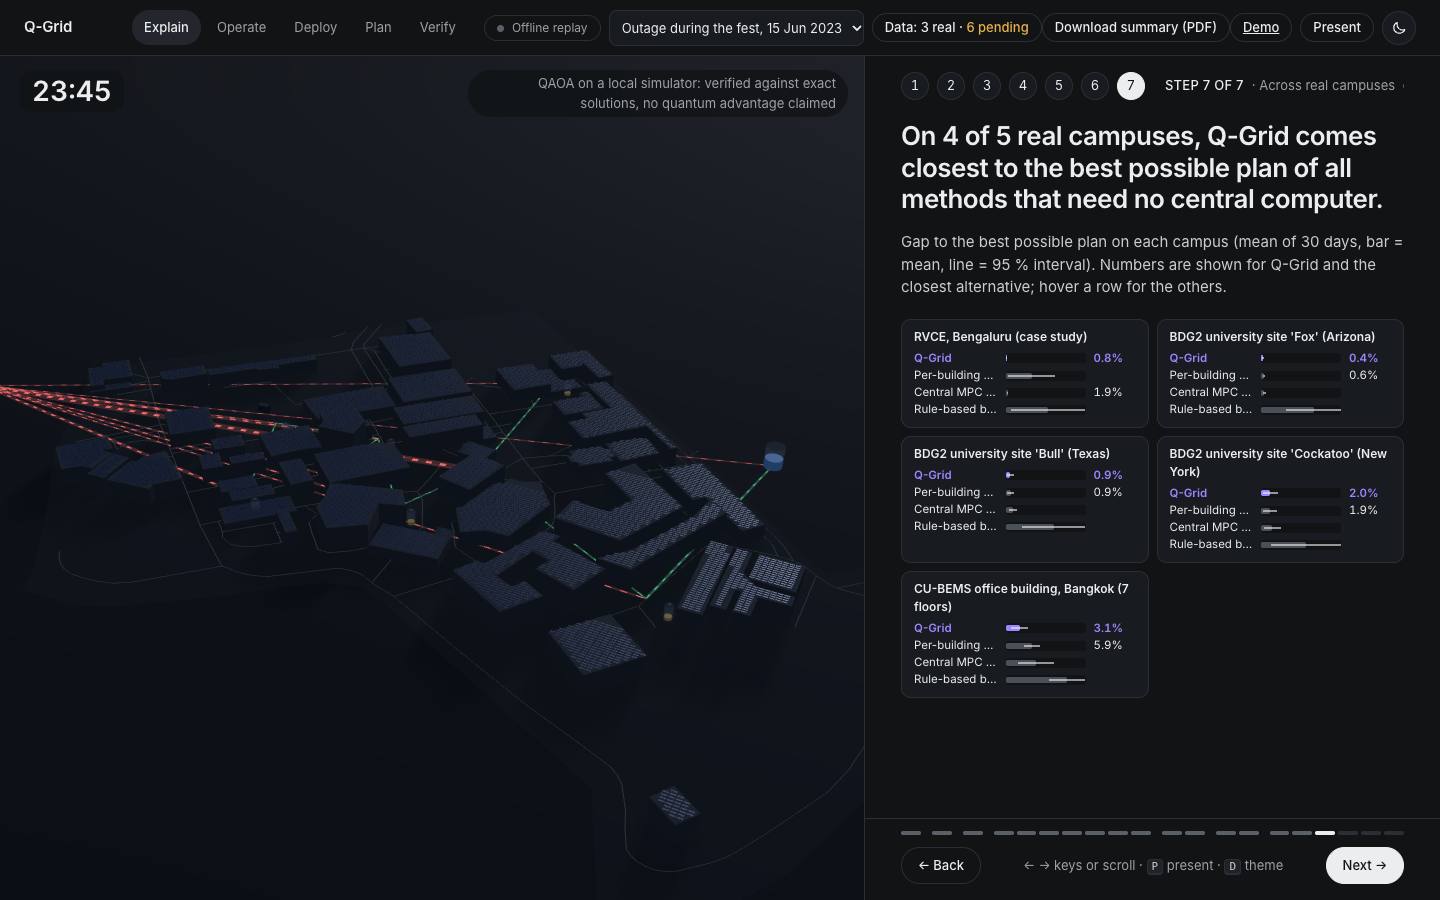 Q-Grid
Explain
Operate
Deploy
Plan
Verify
Offline replay
Outage during the fest, 15 Jun 2023
Data: 3 real · 6 pending
Download summary (PDF)
Demo
Present
23:45
QAOA on a local simulator: verified against exact
solutions, no quantum advantage claimed
1 2 3 4 5 6 7 STEP 7 OF 7 · Across real campuses
On 4 of 5 real campuses, Q-Grid comes
closest to the best possible plan of all
methods that need no central computer.
Gap to the best possible plan on each campus (mean of 30 days, bar =
mean, line = 95 % interval). Numbers are shown for Q-Grid and the
closest alternative; hover a row for the others.
RVCE, Bengaluru (case study)
Q-Grid 0.8%
Per-building ...
Central MPC ... 1.9%
Rule-based b...
BDG2 university site 'Fox' (Arizona)
Q-Grid 0.4%
Per-building ... 0.6%
Central MPC ...
Rule-based b...
BDG2 university site 'Bull' (Texas)
Q-Grid 0.9%
Per-building ... 0.9%
Central MPC ...
Rule-based b...
BDG2 university site 'Cockatoo' (New
York)
Q-Grid 2.0%
Per-building ... 1.9%
Central MPC ...
Rule-based b...
CU-BEMS office building, Bangkok (7
floors)
Q-Grid 3.1%
Per-building ... 5.9%
Central MPC ...
Rule-based b...
← Back
← → keys or scroll · P present · D theme
Next →